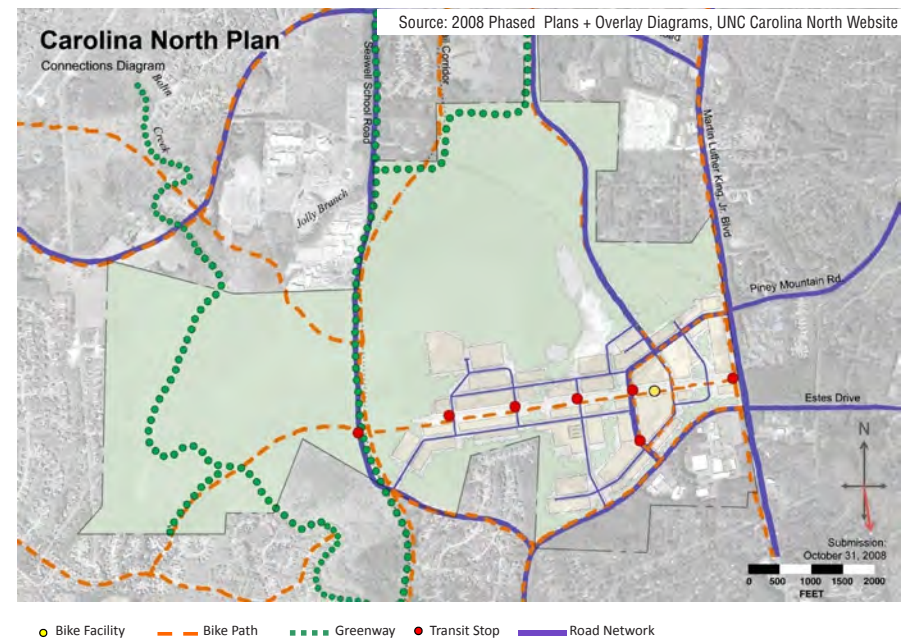 Source: 2008 Phased Plans + Overlay Diagrams, UNC Carolina North Website
Carolina North Plan
Connections Diagram
Bolin
Creek
Seawell School Road
Corridor
Jolly Branch
Martin Luther King, Jr. Blvd
Piney Mountain Rd
Estes Drive
N
Submission:
October 31, 2008
0 500 1000 1500 2000
FEET
Bike Facility
Bike Path
Greenway
Transit Stop
Road Network